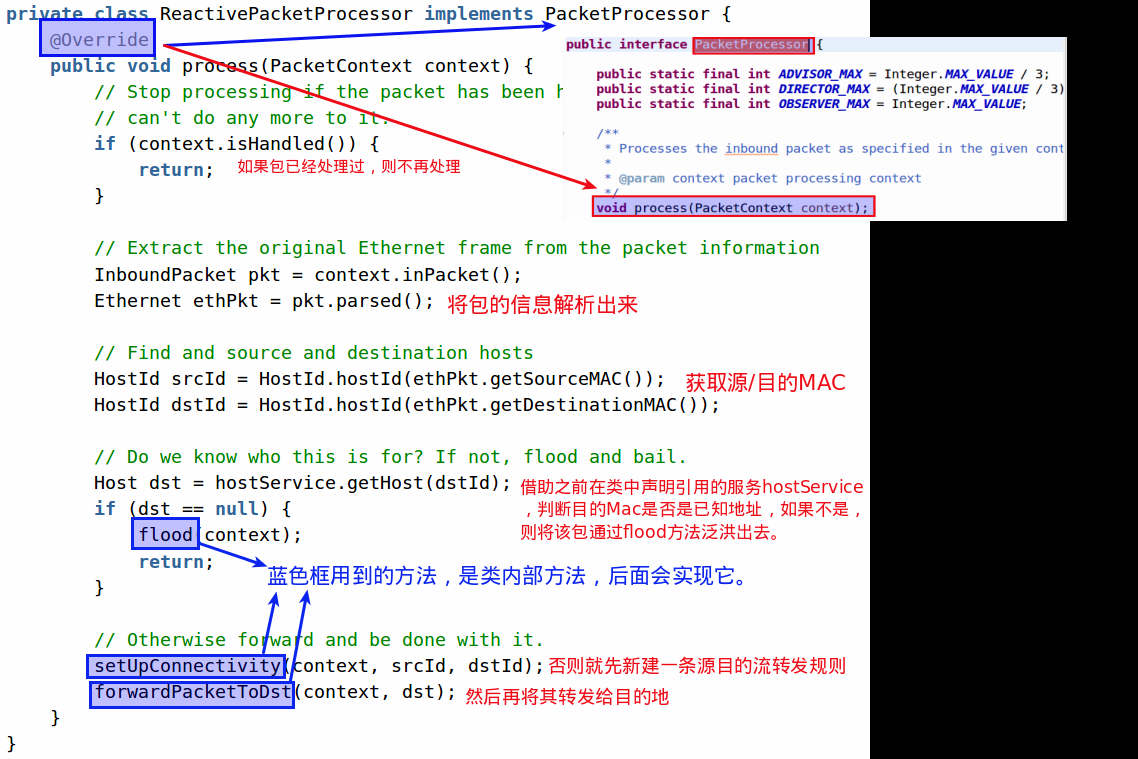 private class ReactivePacketProcessor implements PacketProcessor {
@Override
public void process(PacketContext context) {
// Stop processing if the packet has been h
// can't do any more to it.
if (context.isHandled()) {
return; 如果包已经处理过，则不再处理
}
public interface PacketProcessor {
public static final int ADVISOR_MAX = Integer.MAX_VALUE / 3;
public static final int DIRECTOR_MAX = (Integer.MAX_VALUE / 3)
public static final int OBSERVER_MAX = Integer.MAX_VALUE;
/**
* Processes the inbound packet as specified in the given cont
*
* @param context packet processing context
*/
void process(PacketContext context);
// Extract the original Ethernet frame from the packet information
InboundPacket pkt = context.inPacket();
Ethernet ethPkt = pkt.parsed(); 将包的信息解析出来
// Find and source and destination hosts
HostId srcId = HostId.hostId(ethPkt.getSourceMAC()); 获取源/目的MAC
HostId dstId = HostId.hostId(ethPkt.getDestinationMAC());
// Do we know who this is for? If not, flood and bail.
Host dst = hostService.getHost(dstId); 借助之前在类中声明引用的服务hostService
if (dst == null) { ，判断目的Mac是否是已知地址，如果不是，
flood(context); 则将该包通过flood方法泛洪出去。
return;
蓝色框用到的方法，是类内部方法，后面会实现它。
}
// Otherwise forward and be done with it.
setUpConnectivity(context, srcId, dstId); 否则就先新建一条源目的流转发规则
forwardPacketToDst(context, dst); 然后再将其转发给目的地
}
}